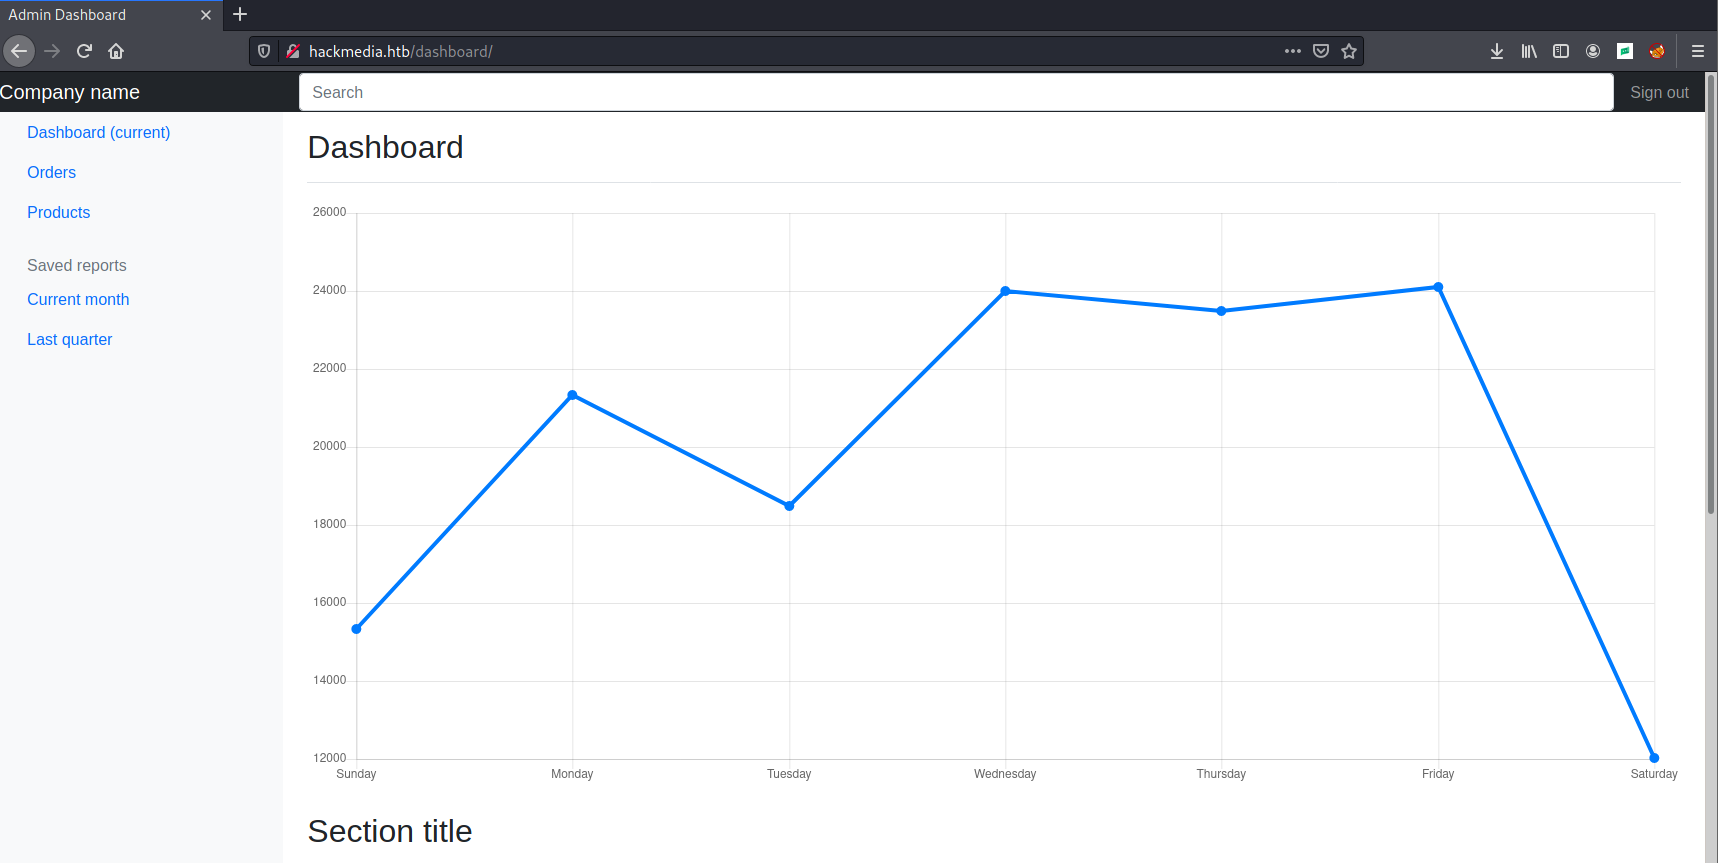 Admin Dashboard
hackmedia.htb/dashboard/
Company name
Search
Sign out
Dashboard (current)
Orders
Products
Saved reports
Current month
Last quarter
Dashboard
26000
24000
22000
20000
18000
16000
14000
12000
Sunday Monday Tuesday Wednesday Thursday Friday Saturday
Section title